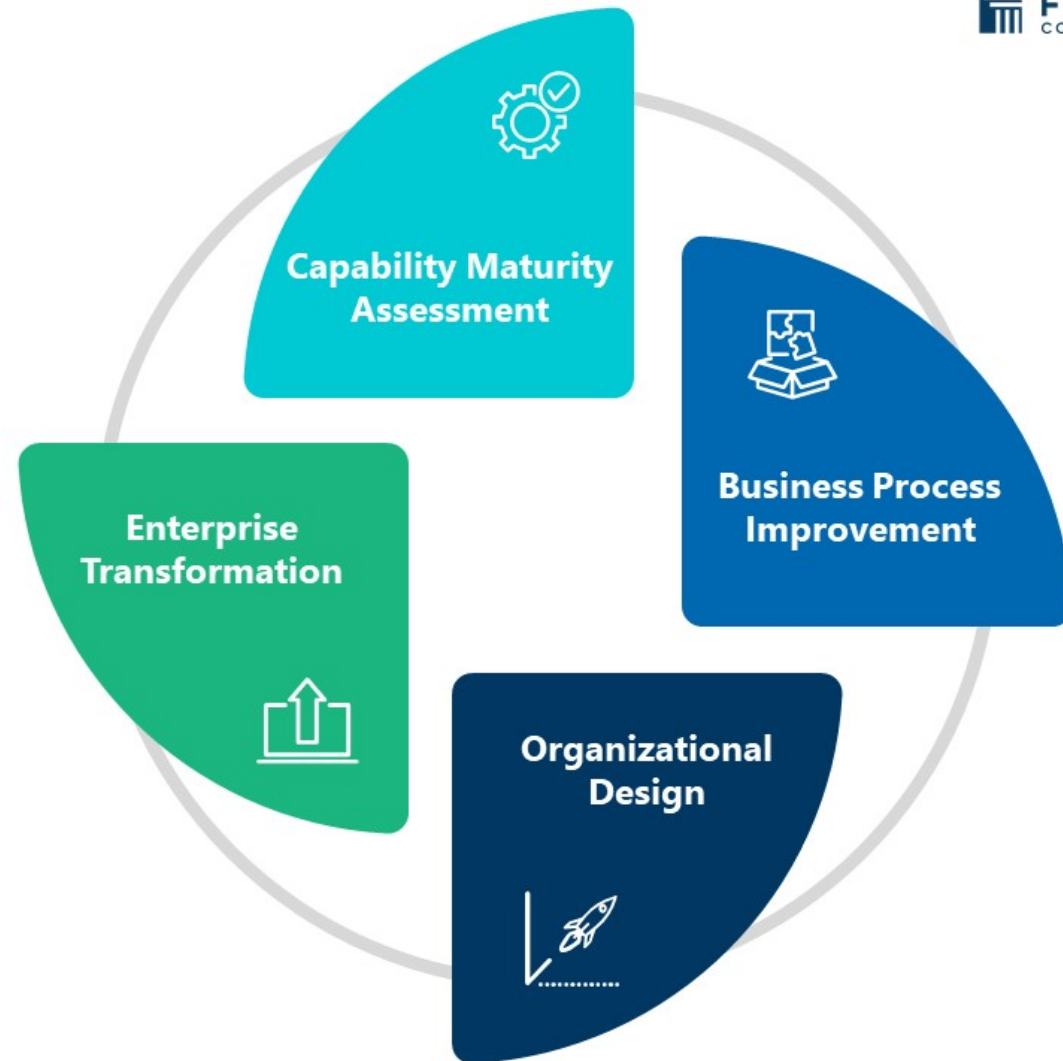 Capability Maturity
Assessment
Business Process
Improvement
Enterprise
Transformation
Organizational
Design